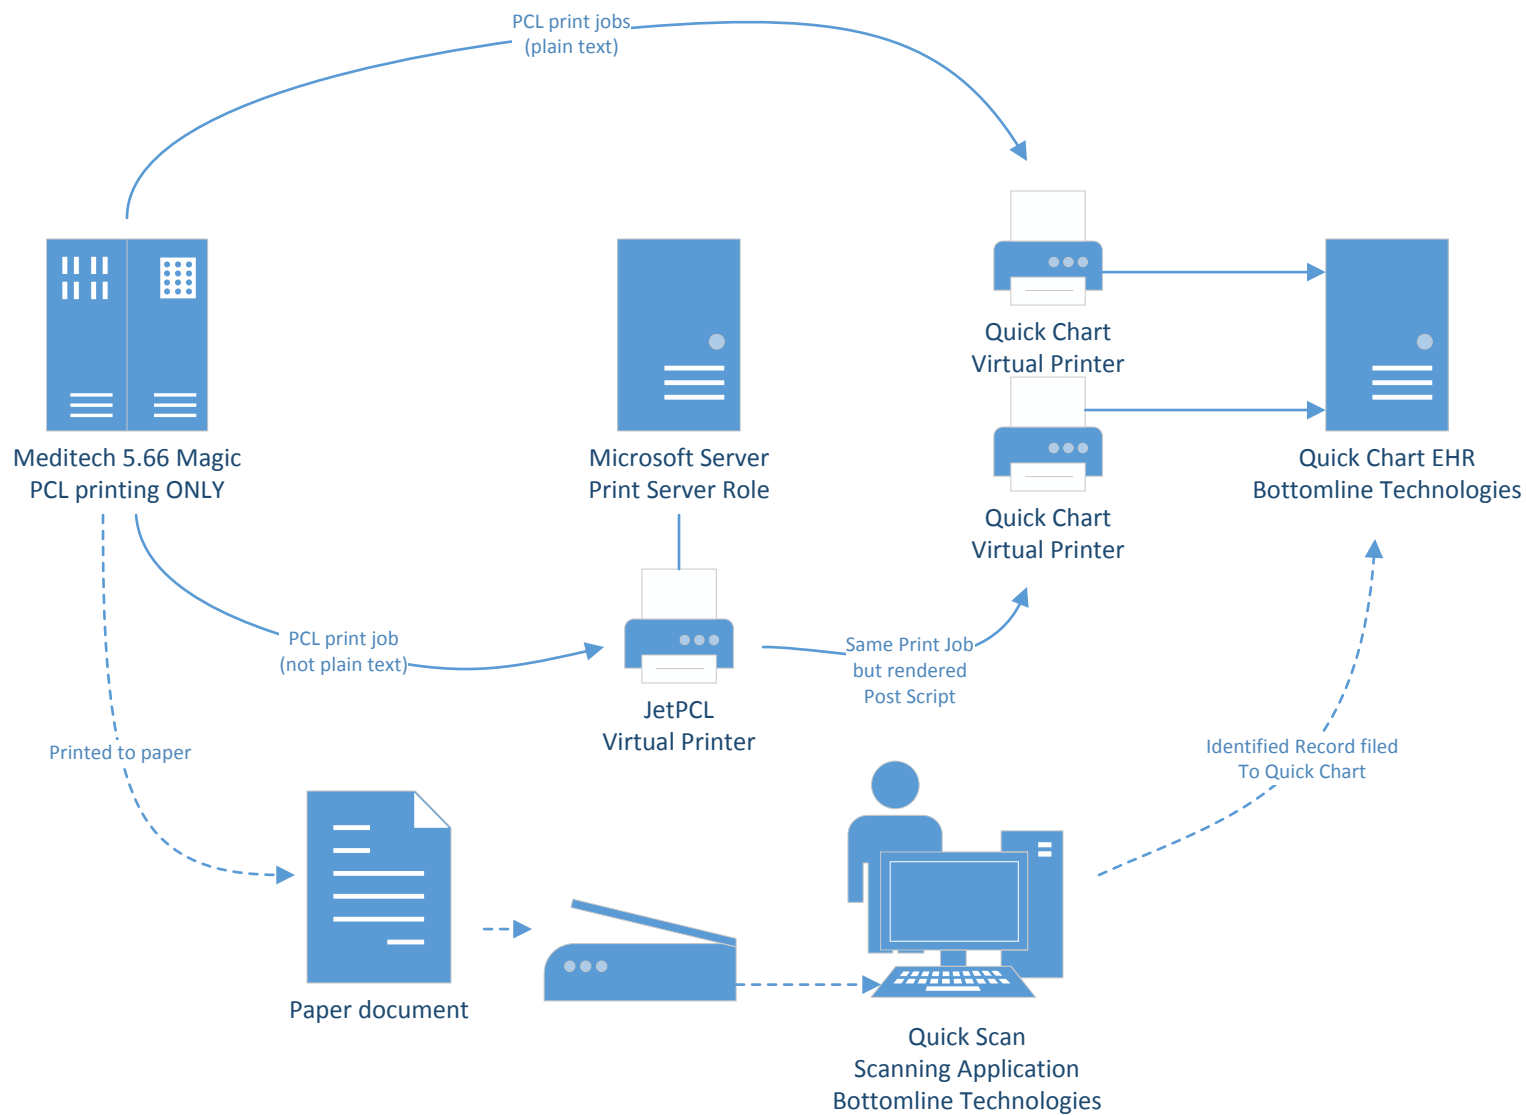 PCL print jobs
(plain text)
Quick Chart
Virtual Printer
Meditech 5.66 Magic
PCL printing ONLY
Microsoft Server
Print Server Role
Quick Chart EHR
Bottomline Technologies
Quick Chart
Virtual Printer
PCL print job
(not plain text)
Same Print Job
but rendered
Post Script
JetPCL
Virtual Printer
Printed to paper
Identified Record filed
To Quick Chart
Paper document
Quick Scan
Scanning Application
Bottomline Technologies